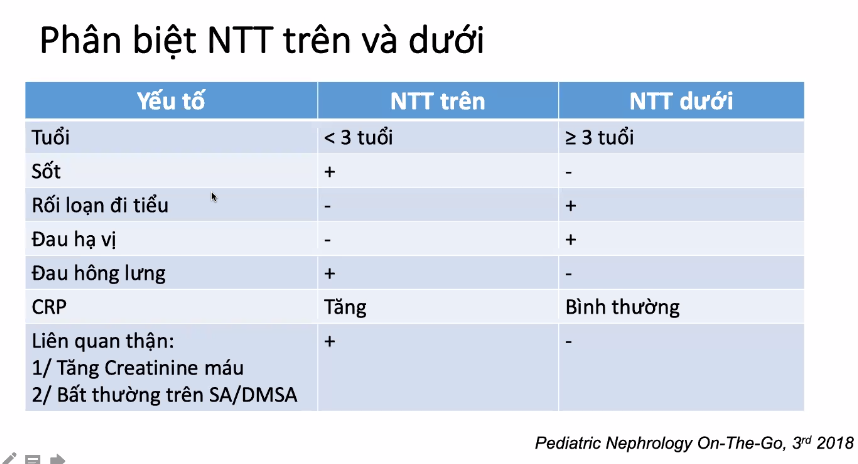 Phân biệt NTT trên và dưới
Yếu tố NTT trên NTT dưới
Tuổi < 3 tuổi ≥ 3 tuổi
Sốt + -
Rối loạn đi tiểu - +
Đau hạ vị - +
Đau hông lưng + -
CRP Tăng Bình thường
Liên quan thận: + -
1/ Tăng Creatinine máu
2/ Bất thường trên SA/DMSA
Pediatric Nephrology On-The-Go, 3rd 2018